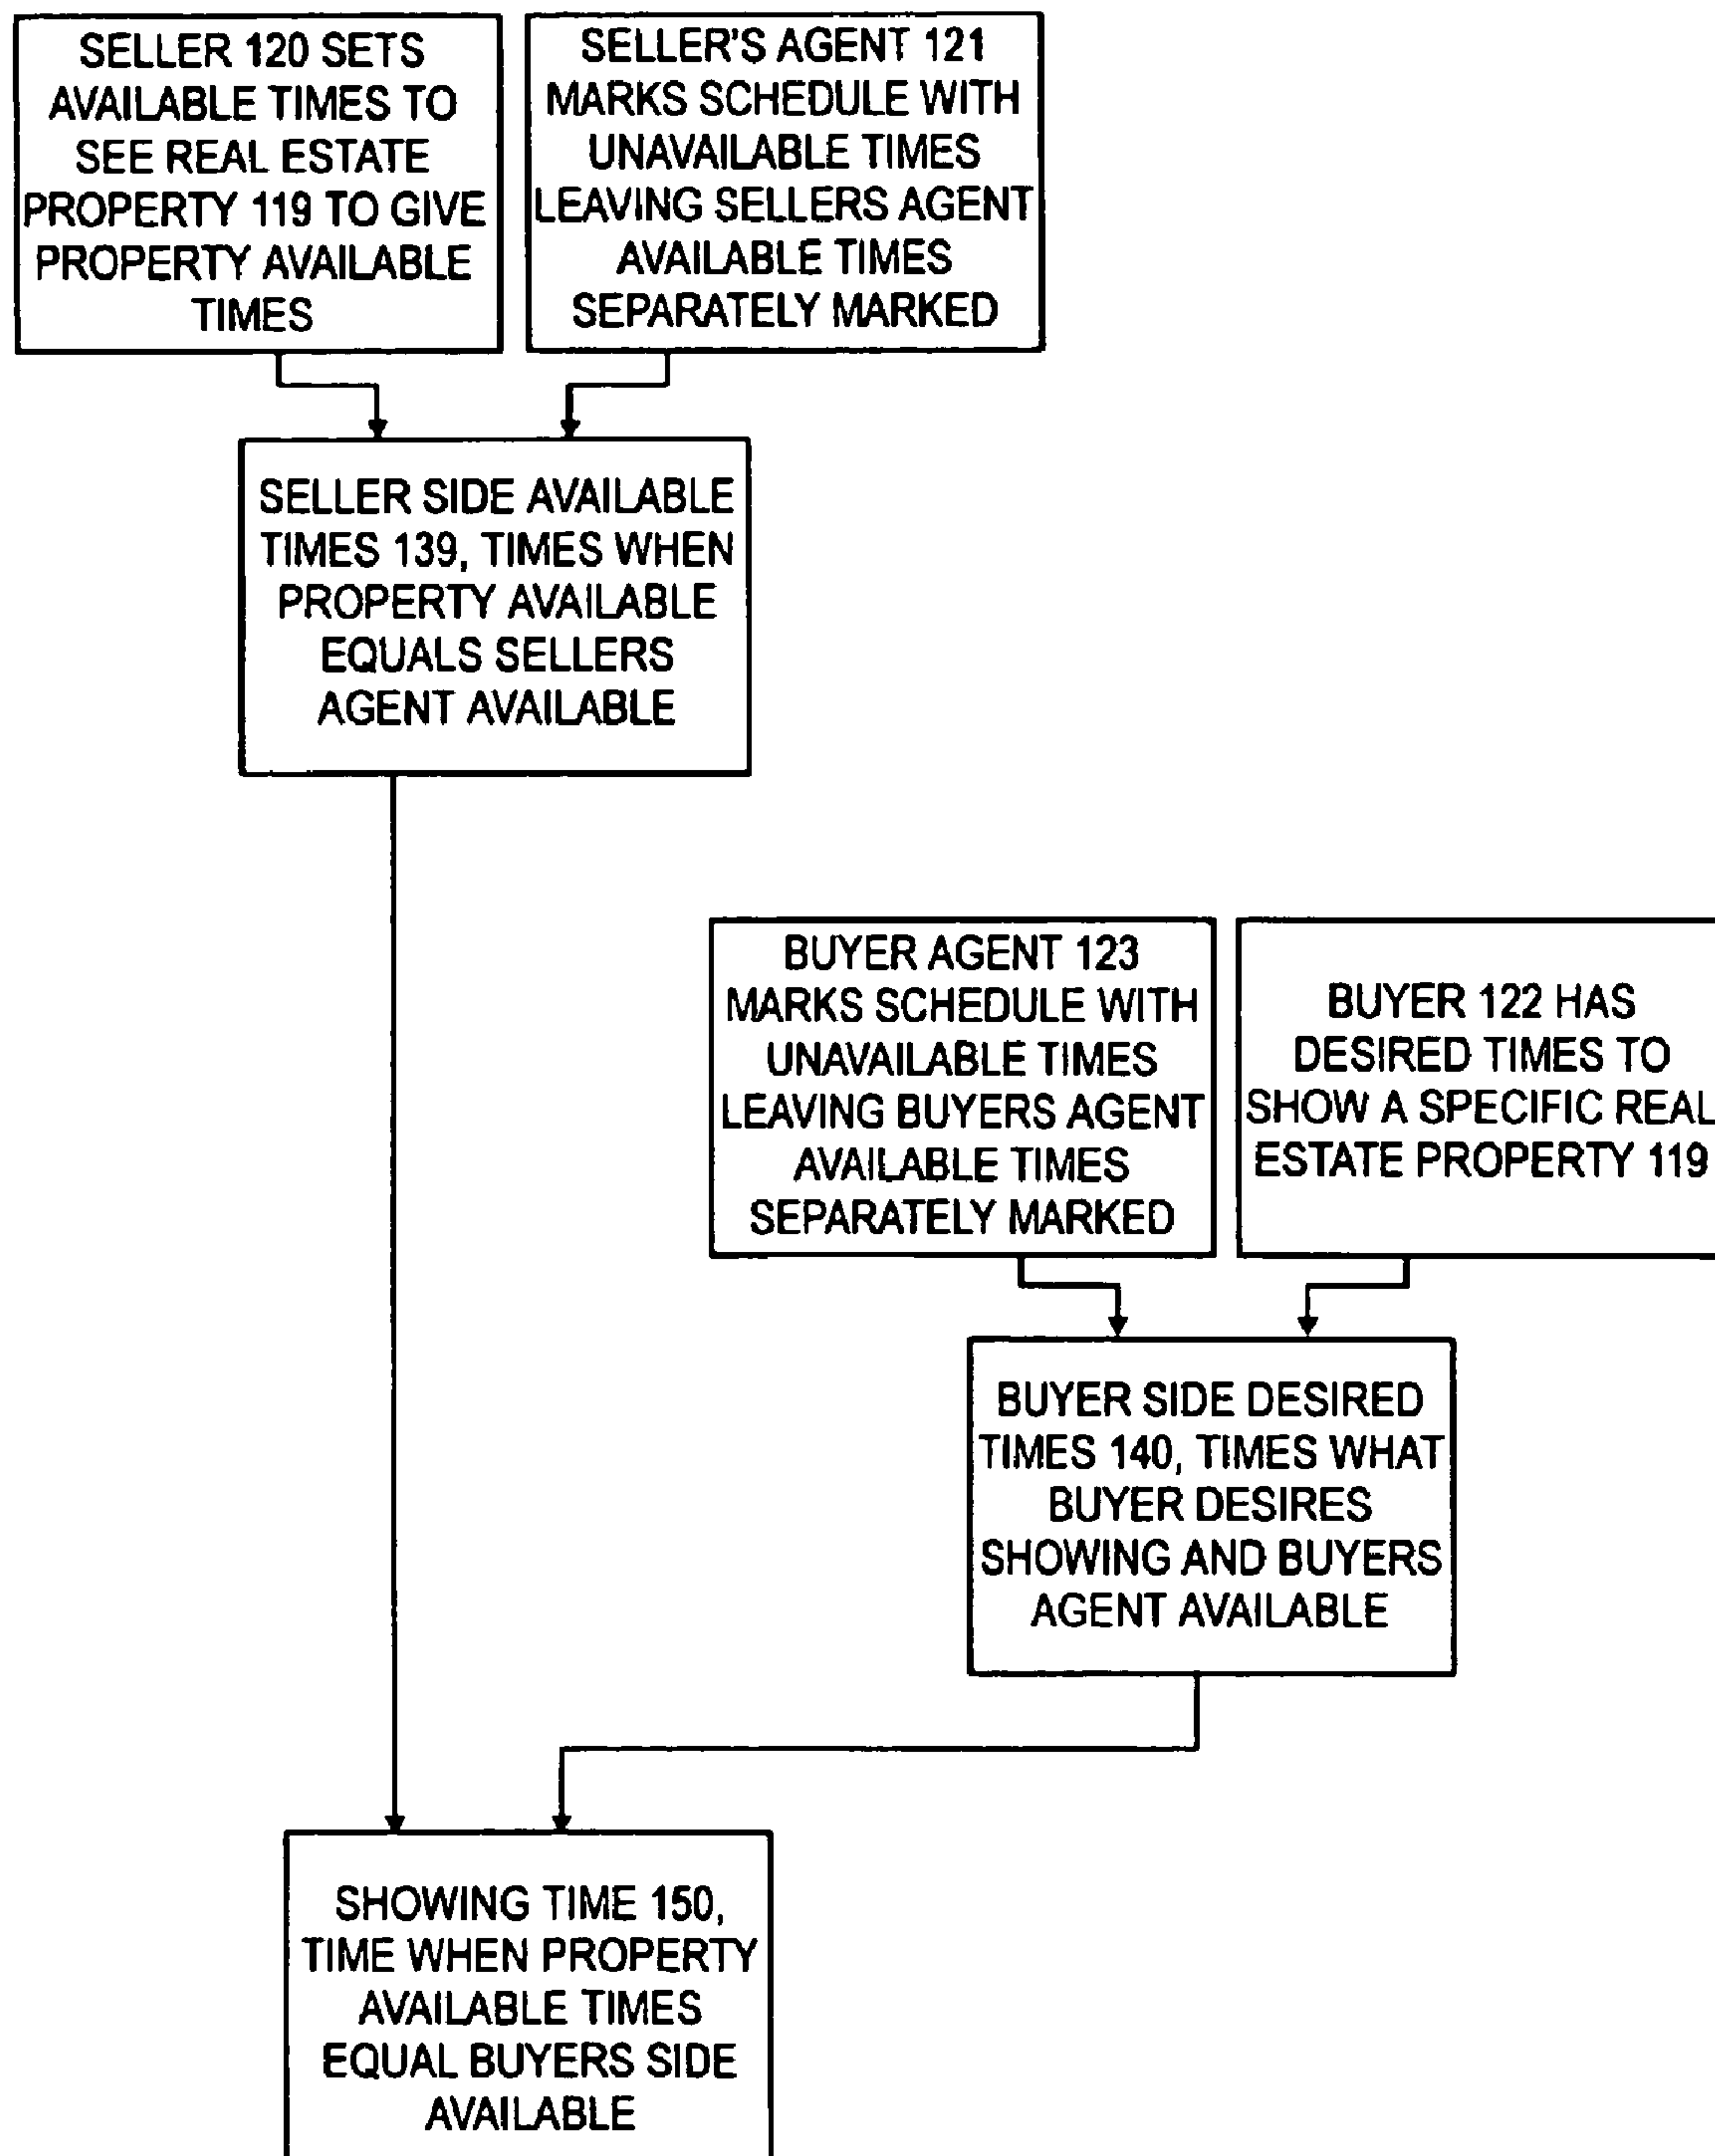 SELLER 120 SETS
AVAILABLE TIMES TO
SEE REAL ESTATE
PROPERTY 119 TO GIVE
PROPERTY AVAILABLE
TIMES
SELLER'S AGENT 121
MARKS SCHEDULE WITH
UNAVAILABLE TIMES
LEAVING SELLERS AGENT
AVAILABLE TIMES
SEPARATELY MARKED
SELLER SIDE AVAILABLE
TIMES 139, TIMES WHEN
PROPERTY AVAILABLE
EQUALS SELLERS
AGENT AVAILABLE
BUYER AGENT 123
MARKS SCHEDULE WITH
UNAVAILABLE TIMES
LEAVING BUYERS AGENT
AVAILABLE TIMES
SEPARATELY MARKED
BUYER 122 HAS
DESIRED TIMES TO
SHOW A SPECIFIC REAL
ESTATE PROPERTY 119
BUYER SIDE DESIRED
TIMES 140, TIMES WHAT
BUYER DESIRES
SHOWING AND BUYERS
AGENT AVAILABLE
SHOWING TIME 150,
TIME WHEN PROPERTY
AVAILABLE TIMES
EQUAL BUYERS SIDE
AVAILABLE